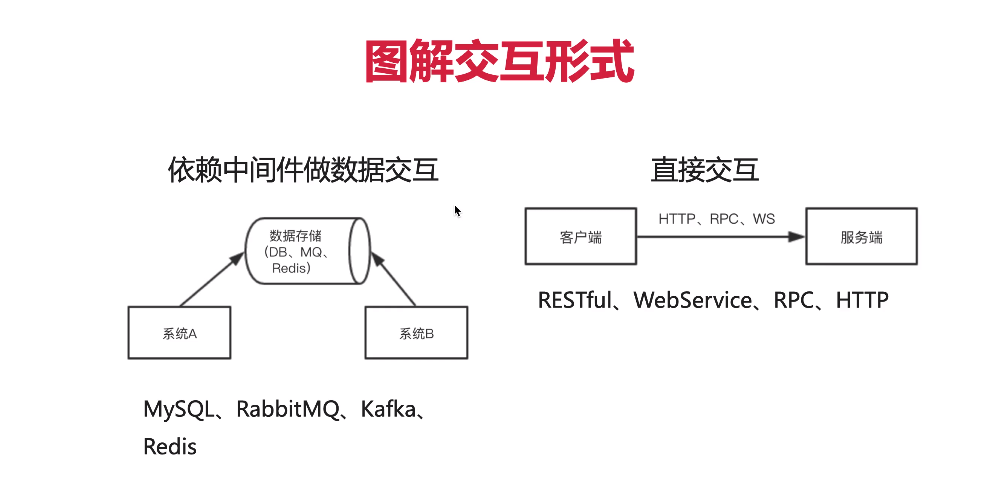 图解交互形式
依赖中间件做数据交互
数据存储
（DB、MQ、
Redis）
系统A
系统B
MySQL、RabbitMQ、Kafka、
Redis
直接交互
客户端
HTTP、RPC、WS
服务端
RESTful、WebService、RPC、HTTP